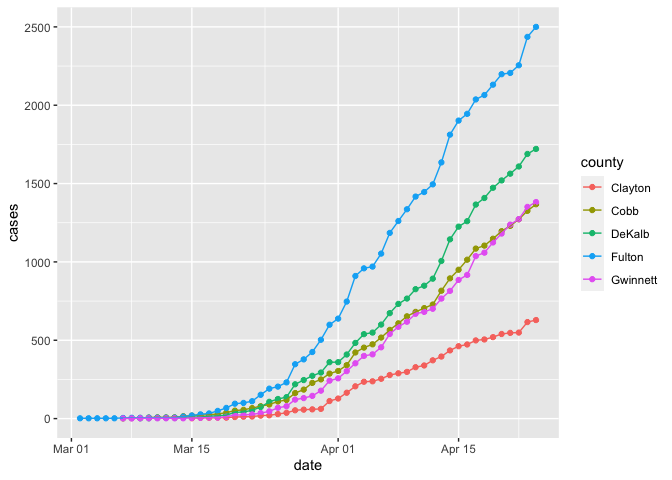 2500
2000
1500
1000
500
0
cases
Mar 01
Mar 15
Apr 01
Apr 15
date
county
Clayton
Cobb
DeKalb
Fulton
Gwinnett